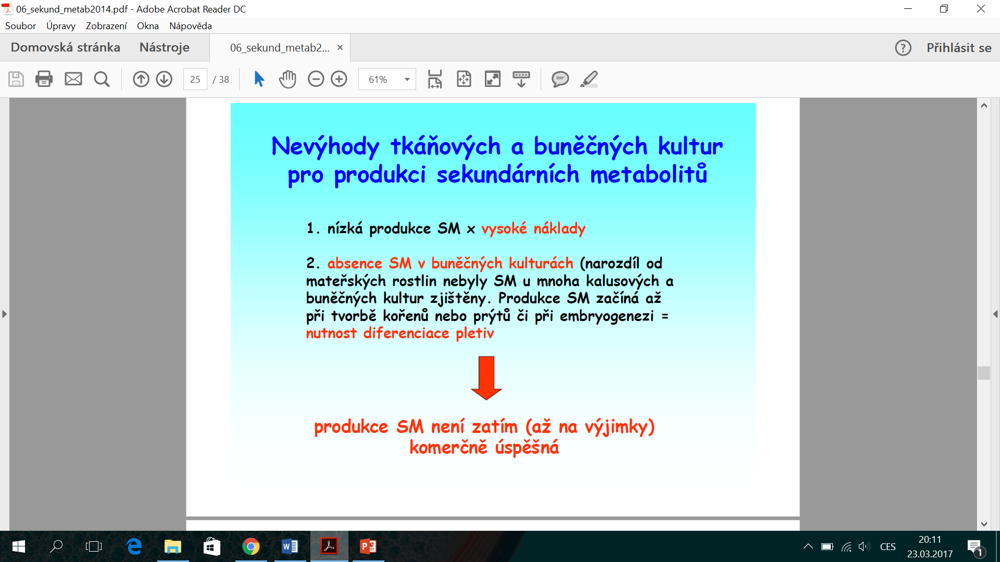 06_sekund_metab2014.pdf - Adobe Acrobat Reader DC
Soubor Úpravy Zobrazení Okna Nápověda
Domovská stránka Nástroje 06_sekund_metab2... × ? Přihlásit se
25 / 38 61%
Nevýhody tkáňových a buněčných kultur
pro produkci sekundárních metabolitů
1. nízká produkce SM x vysoké náklady
2. absence SM v buněčných kulturách (narozdíl od
mateřských rostlin nebyly SM u mnoha kalusových a
buněčných kultur zjištěny. Produkce SM začíná až
při tvorbě kořenů nebo prýtů či při embryogenezi =
nutnost diferenciace pletiv
produkce SM není zatím (až na výjimky)
komerčně úspěšná
CES
20:11
23.03.2017
1